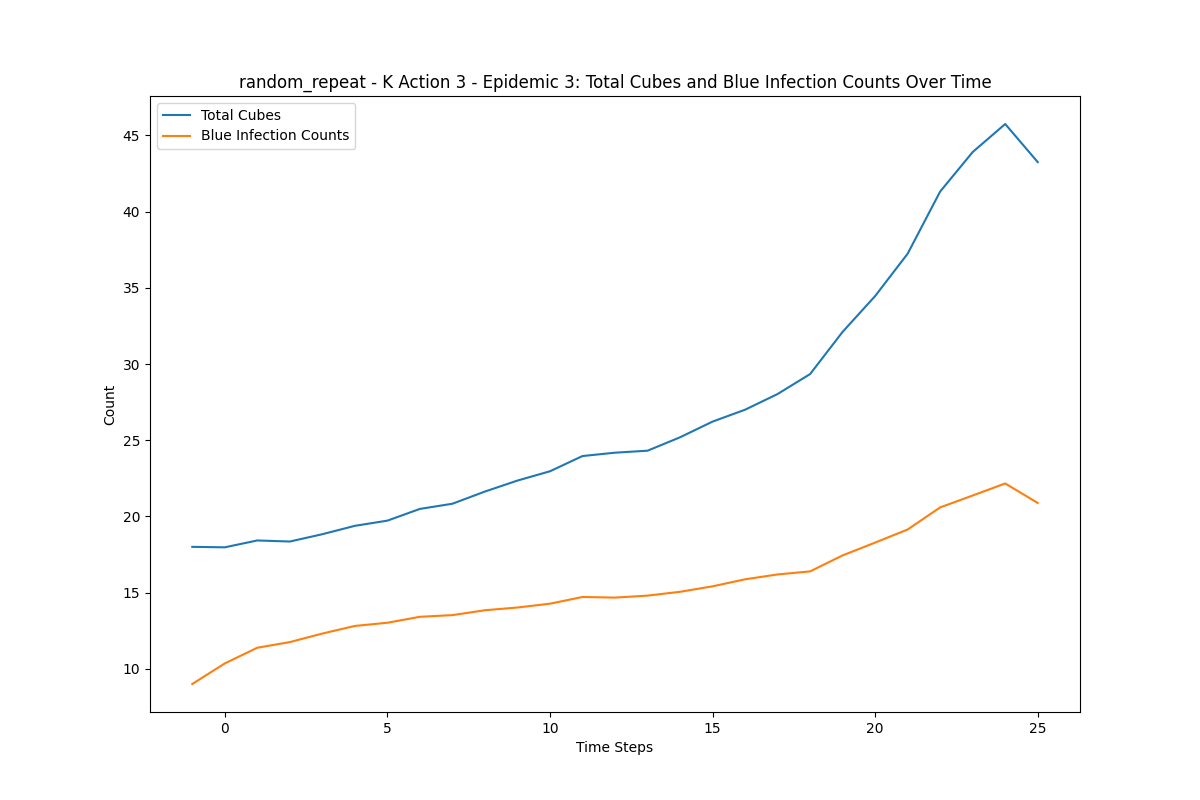 random_repeat - K Action 3 - Epidemic 3: Total Cubes and Blue Infection Counts Over Time
Total Cubes
Blue Infection Counts
45
40
35
30
25
20
15
10
Count
0 5 10 15 20 25
Time Steps